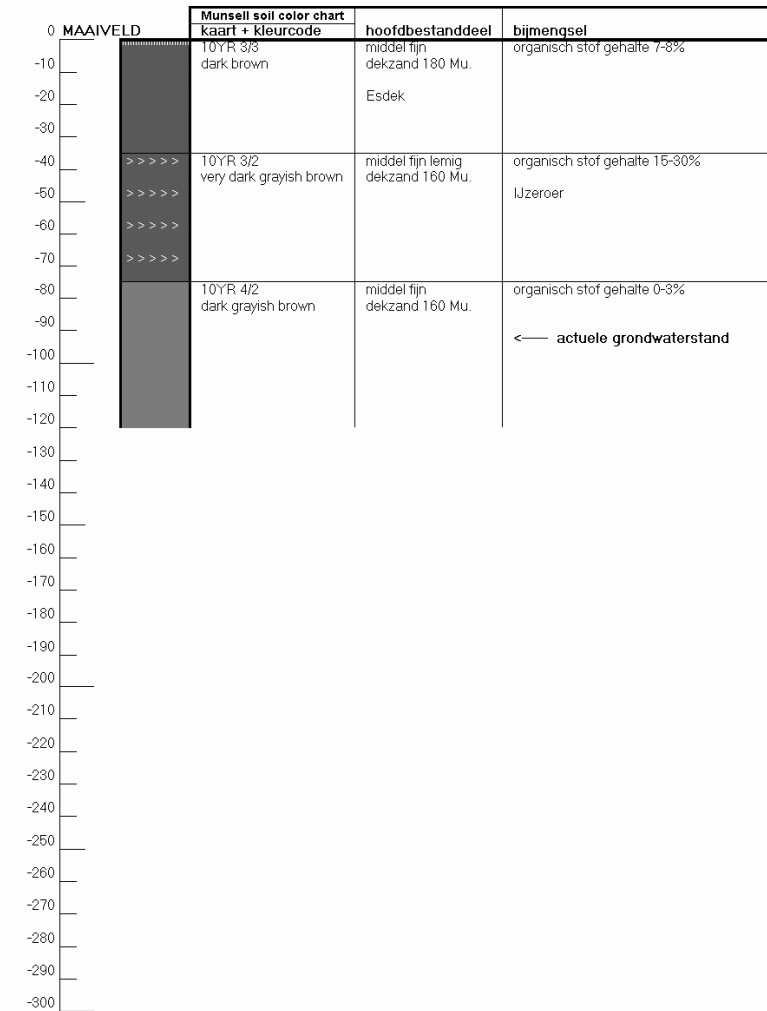 Munsell soil color chart
0 MAAIVELD kaart + kleurcode hoofdbestanddeel bijmengsel
10YR 3/3 middel fijn organisch stof gehalte 7-8%
-10 dark brown dekzand 180 Mu.
-20 Esdek
-30
-40 > > > > > 10YR 3/2 middel fijn lemig organisch stof gehalte 15-30%
very dark grayish brown dekzand 160 Mu.
-50 > > > > > IJzeroer
-60 > > > > >
-70 > > > > >
-80 10YR 4/2 middel fijn organisch stof gehalte 0-3%
dark grayish brown dekzand 160 Mu.
-90
<—— actuele grondwaterstand
-100
-110
-120
-130
-140
-150
-160
-170
-180
-190
-200
-210
-220
-230
-240
-250
-260
-270
-280
-290
-300